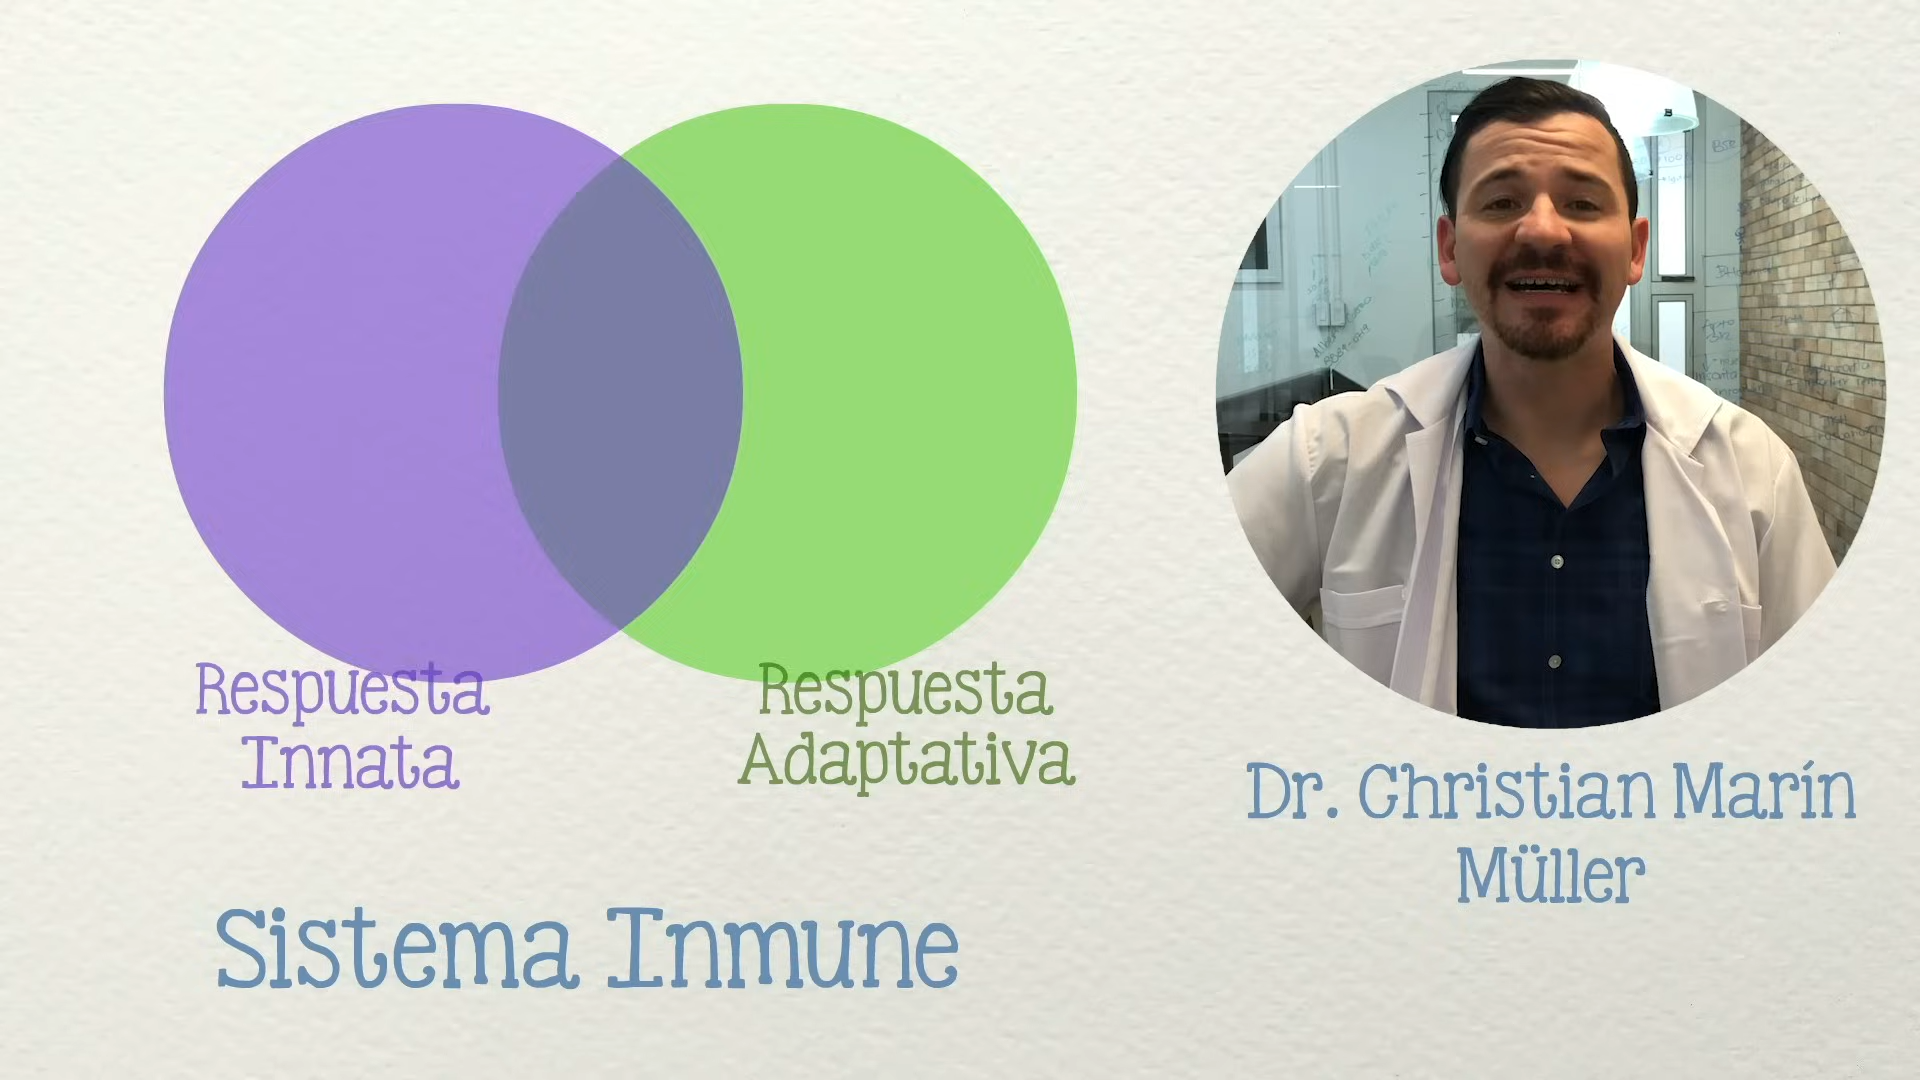 Respuesta
Innata
Respuesta
Adaptativa
Sistema Inmune
Dr. Christian Marín
Müller